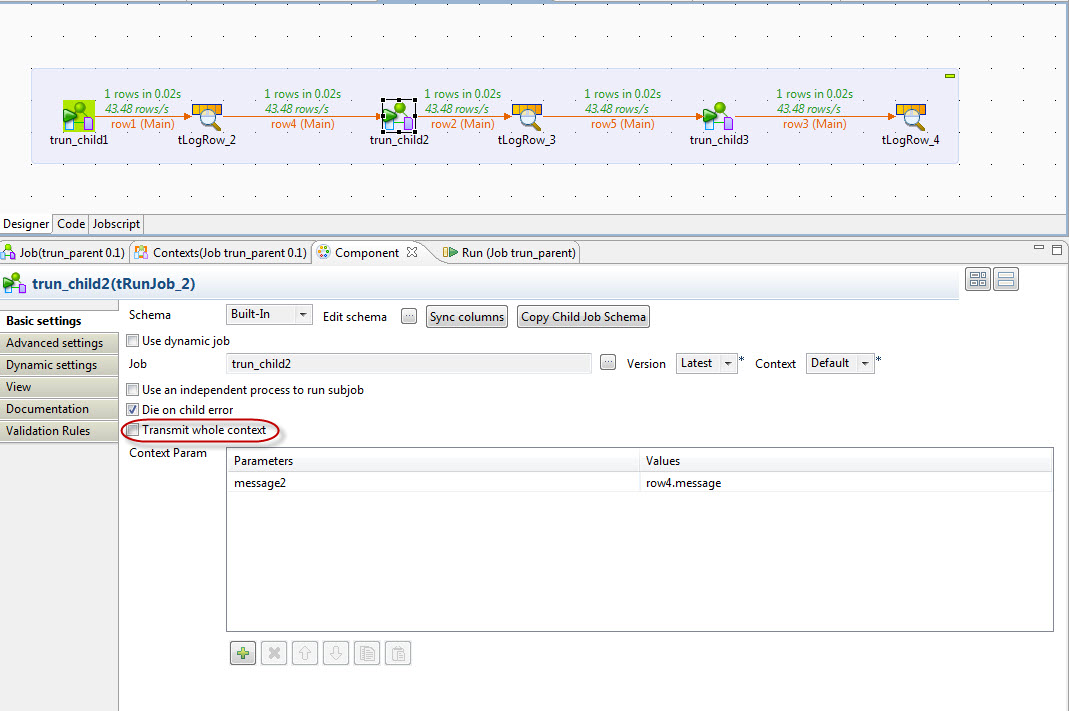 1 rows in 0.02s 1 rows in 0.02s 1 rows in 0.02s 1 rows in 0.02s 1 rows in 0.02s
43.48 rows/s 43.48 rows/s 43.48 rows/s 43.48 rows/s 43.48 rows/s
row1 (Main) row4 (Main) row2 (Main) row5 (Main) row3 (Main)
trun_child1 tLogRow_2 trun_child2 tLogRow_3 trun_child3 tLogRow_4
Designer Code Jobscript
Job(trun_parent 0.1) Contexts(Job trun_parent 0.1) Component Run (Job trun_parent)
trun_child2(tRunJob_2)
Basic settings
Advanced settings
Dynamic settings
View
Documentation
Validation Rules
Schema Built-In Edit schema ... Sync columns Copy Child Job Schema
Use dynamic job
Job trun_child2 ... Version Latest * Context Default *
Use an independent process to run subjob
Die on child error
Transmit whole context
Context Param Parameters Values
message2 row4.message